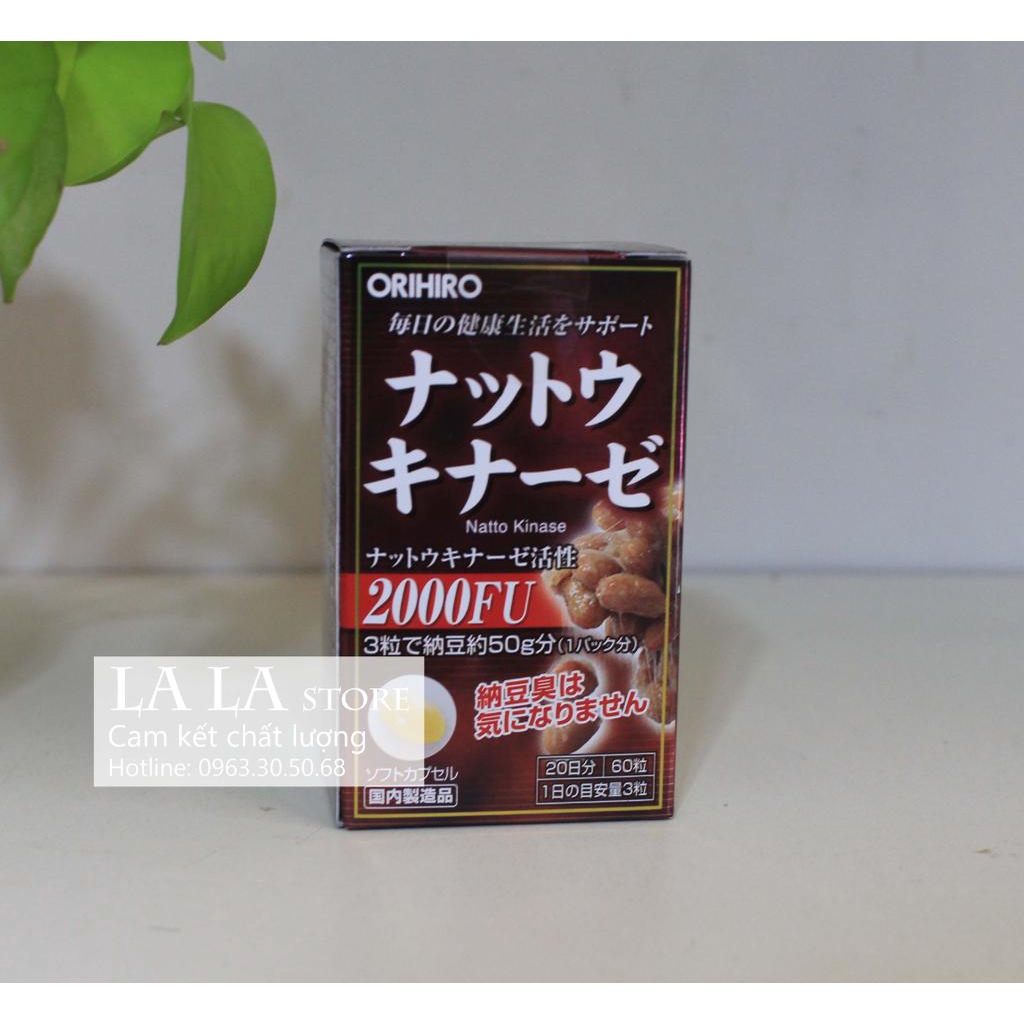 ORIHIRO
毎日の健康生活をサポート
ナットウ
キナーゼ
Natto Kinase
ナットウキナーゼ活性
2000FU
3粒で納豆約50g分(1パック分)
納豆臭は
気になりません
ソフトカプセル
国内製造品
20日分 60粒
1日の目安量3粒
LA LA STORE
Cam kết chất lượng
Hotline: 0963.30.50.68